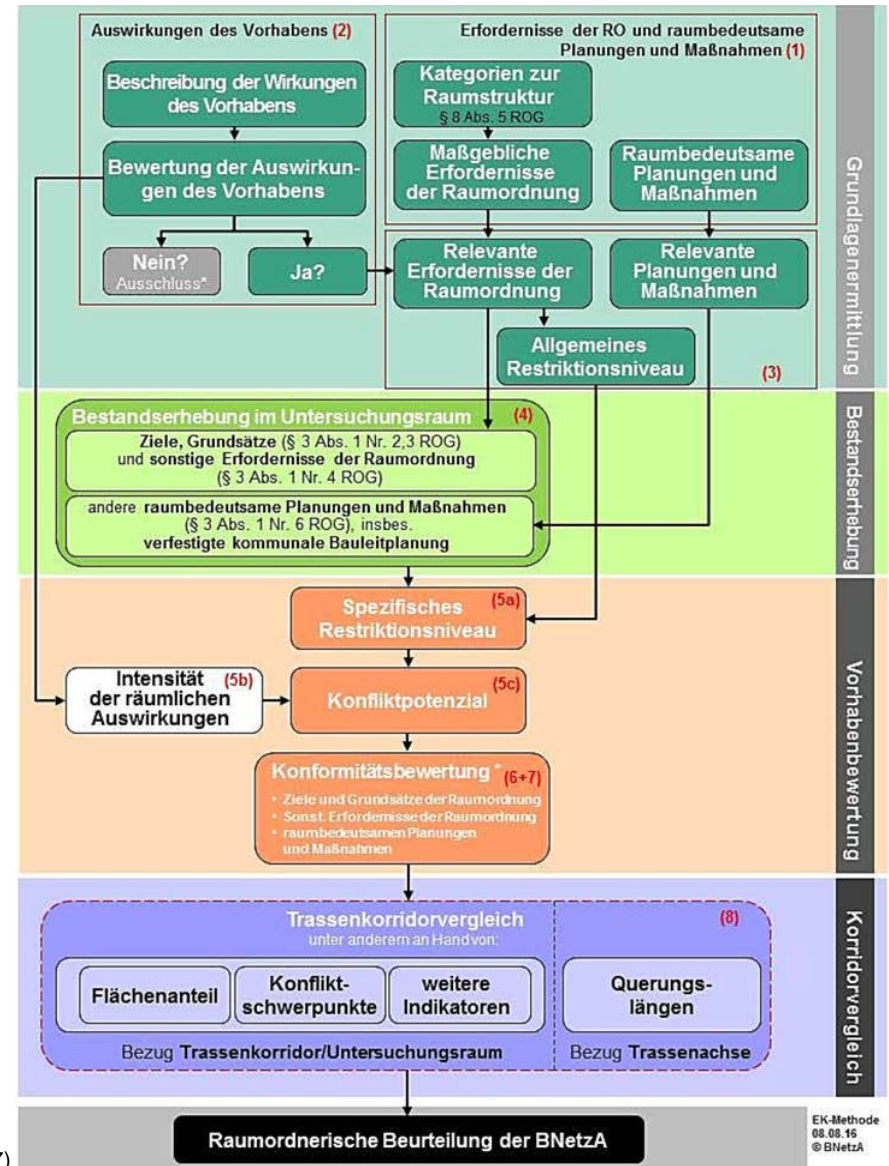 Auswirkungen des Vorhabens (2)
Erfordernisse der RO und raumbedeutsame
Planungen und Maßnahmen (1)
Beschreibung der Wirkungen
des Vorhabens
Bewertung der Auswirkun-
gen des Vorhabens
Nein?
Ausschluss*
Ja?
Kategorien zur
Raumstruktur
§ 8 Abs. 5 ROG
Maßgebliche
Erfordernisse
der Raumordnung
Raumbedeutsame
Planungen und
Maßnahmen
Relevante
Erfordernisse der
Raumordnung
Relevante
Planungen und
Maßnahmen
Allgemeines
Restriktionsniveau
(3)
Grundlagenermittlung
Bestandserhebung im Untersuchungsraum (4)
Ziele, Grundsätze (§ 3 Abs. 1 Nr. 2,3 ROG)
und sonstige Erfordernisse der Raumordnung
(§ 3 Abs. 1 Nr. 4 ROG)
andere raumbedeutsame Planungen und Maßnahmen
(§ 3 Abs. 1 Nr. 6 ROG), insbes.
verfestigte kommunale Bauleitplanung
Bestandserhebung
Spezifisches (5a)
Restriktionsniveau
Intensität (5b)
der räumlichen
Auswirkungen
(5c)
Konfliktpotenzial
Konformitätsbewertung * (6+7)
• Ziele und Grundsätze der Raumordnung
• Sonst. Erfordernisse der Raumordnung
• raumbedeutsamen Planungen
und Maßnahmen
Vorhabenbewertung
Trassenkorridorvergleich (8)
unter anderem an Hand von:
Flächenanteil
Konflikt-
schwerpunkte
weitere
Indikatoren
Querungs-
längen
Bezug Trassenkorridor/Untersuchungsraum
Bezug Trassenachse
Korridorvergleich
Raumordnerische Beurteilung der BNetzA
EK-Methode
08.08.16
© BNetzA